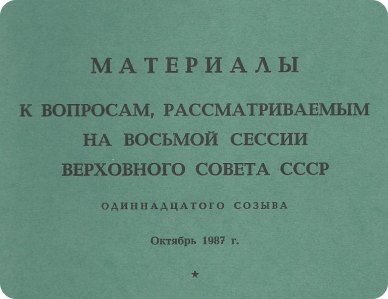 МАТЕРИАЛЫ
К ВОПРОСАМ, РАССМАТРИВАЕМЫМ
НА ВОСЬМОЙ СЕССИИ
ВЕРХОВНОГО СОВЕТА СССР
ОДИННАДЦАТОГО СОЗЫВА
Октябрь 1987 г.